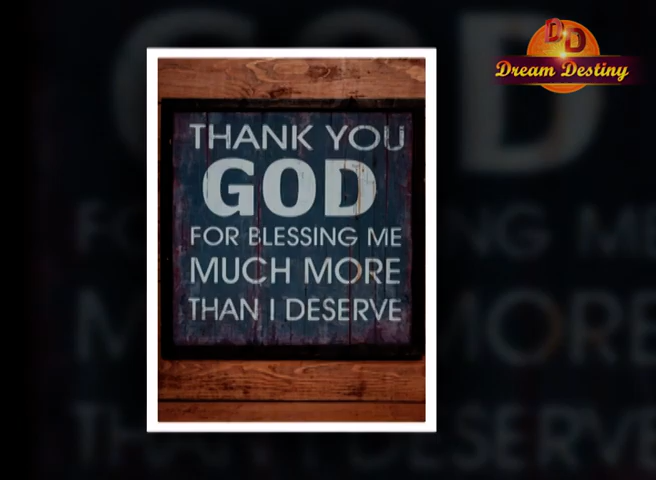 DD
Dream Destiny
THANK YOU
GOD
FOR BLESSING ME
MUCH MORE
THAN I DESERVE